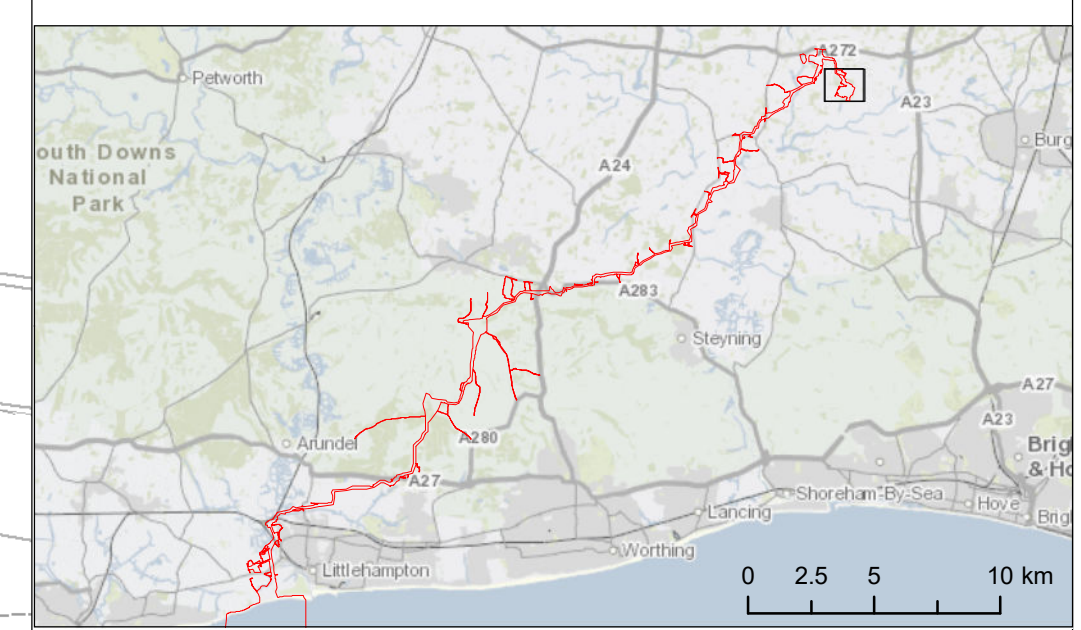 A272
Petworth
A23
Burg
outh Downs
National
Park
A24
A283
Steyning
A27
A23
Arundel
A280
Brig
& Ho
A27
Shoreham-By-Sea
Hove
Lancing
Brig
Worthing
Littlehampton
0 2.5 5 10 km